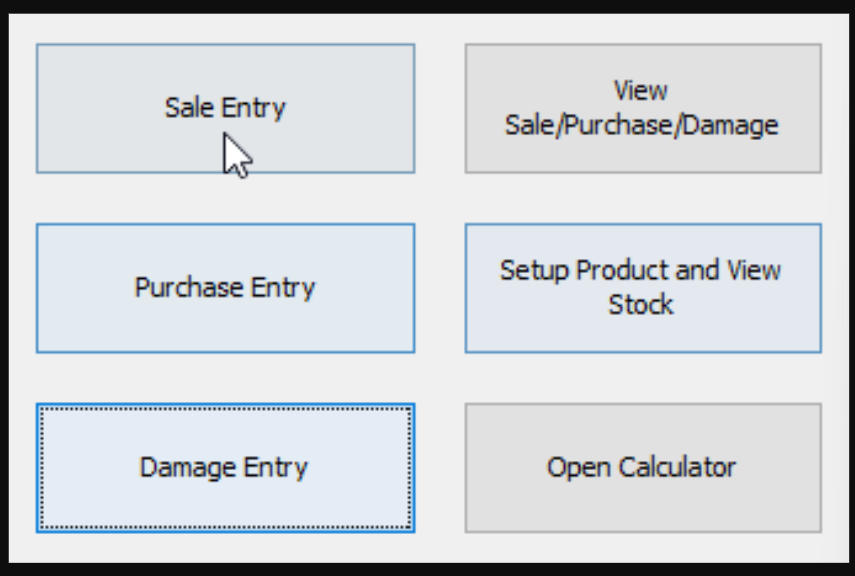 Sale Entry
View
Sale/Purchase/Damage
Purchase Entry
Setup Product and View
Stock
Damage Entry
Open Calculator